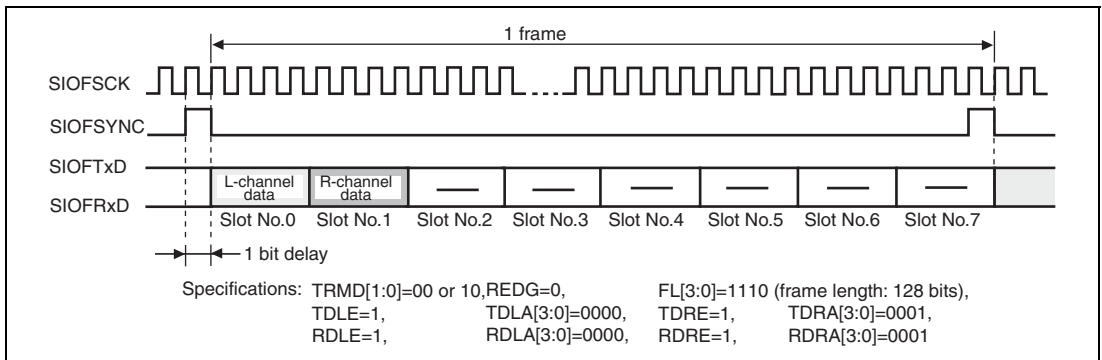 1 frame
SIOFSCK
SIOFSYNC
SIOFTxD
SIOFRxD
L-channel
data
R-channel
data
Slot No.0 Slot No.1 Slot No.2 Slot No.3 Slot No.4 Slot No.5 Slot No.6 Slot No.7
1 bit delay
Specifications: TRMD[1:0]=00 or 10,REDG=0, FL[3:0]=1110 (frame length: 128 bits),
TDLE=1, TDLA[3:0]=0000, TDRE=1, TDRA[3:0]=0001,
RDLE=1, RDLA[3:0]=0000, RDRE=1, RDRA[3:0]=0001